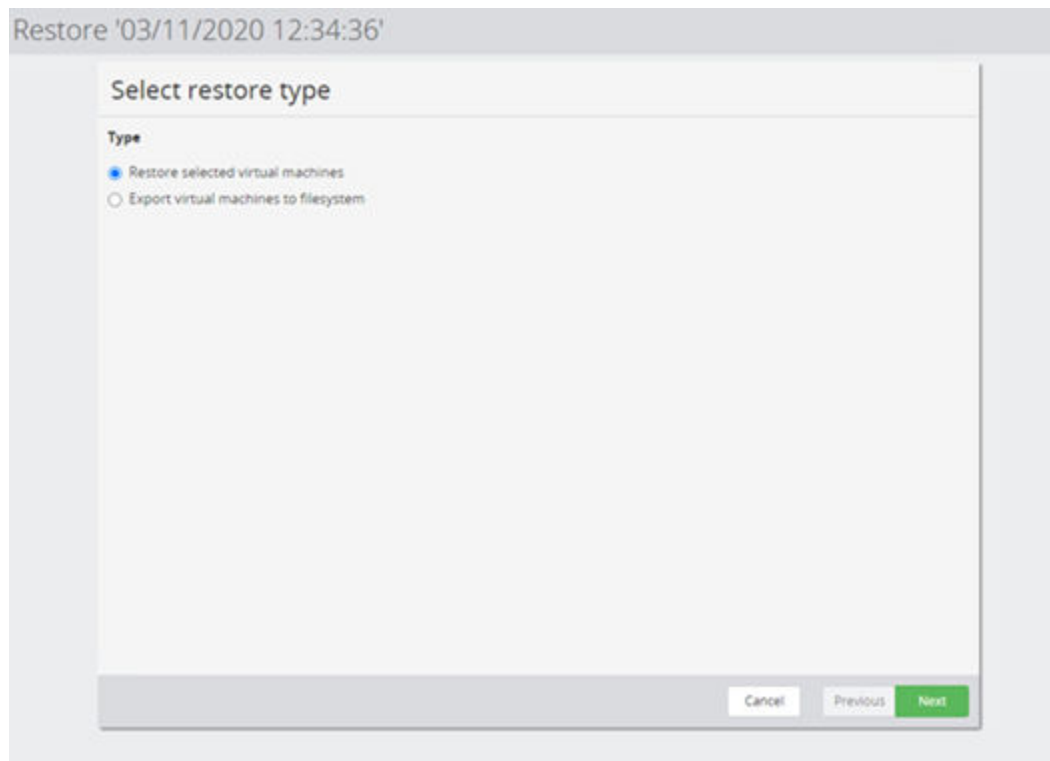 Restore '03/11/2020 12:34:36'
Select restore type
Type
Restore selected virtual machines
Export virtual machines to filesystem
Cancel Previous Next